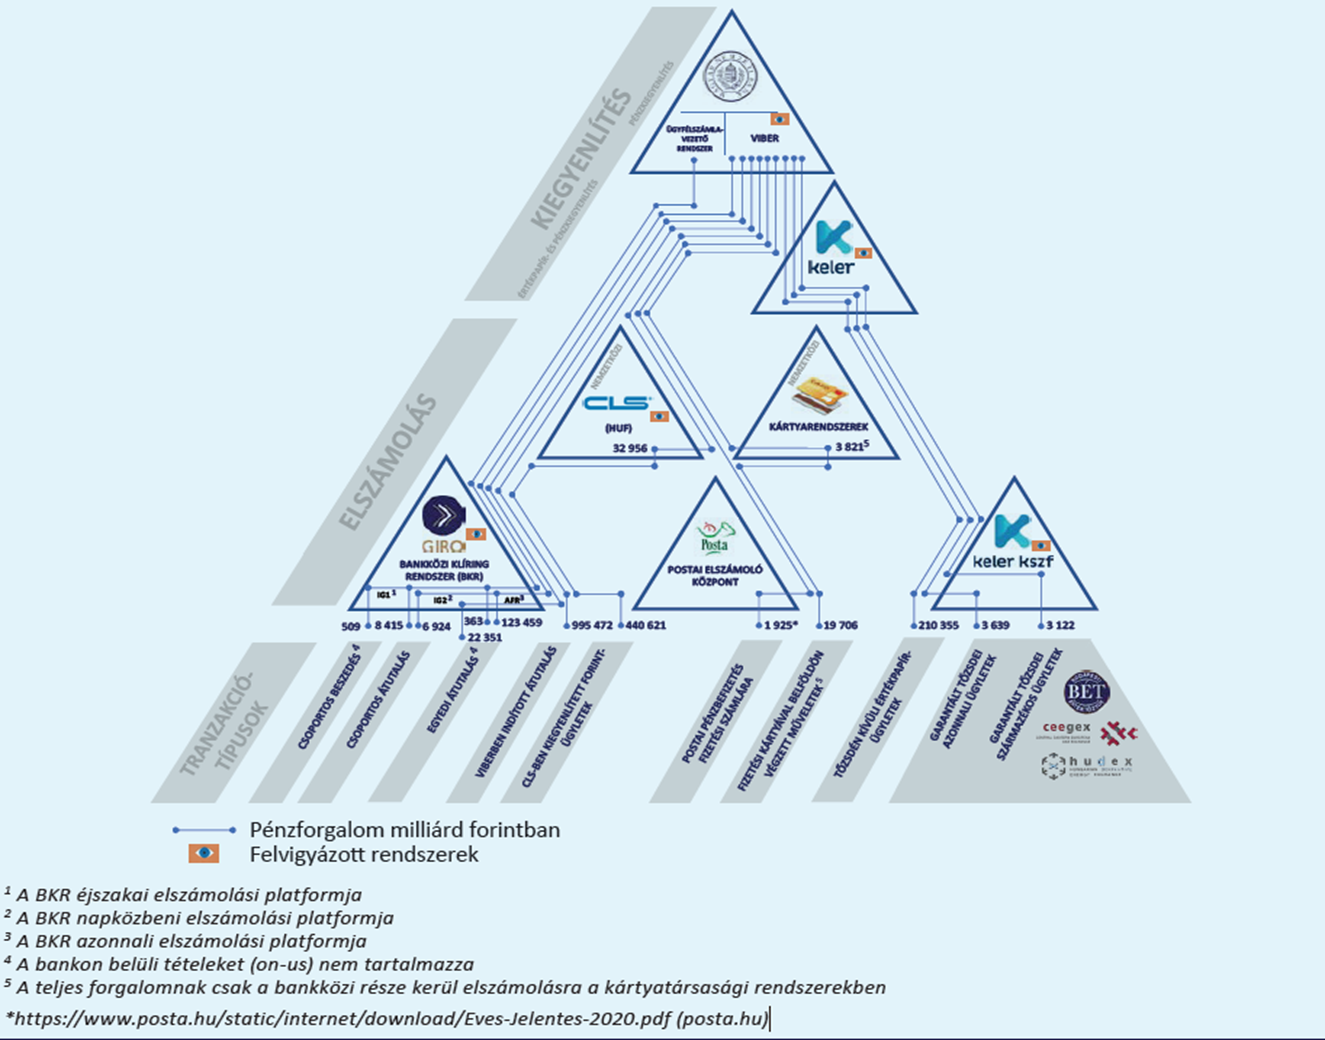 KIEGYENLÍTÉS
PÉNZKIEGYENLÍTÉS
ÉRTÉKPAPÍR- ÉS PÉNZKIEGYENLÍTÉS
ÜGYFÉLSZÁMLA-
VEZETŐ
RENDSZER
VIBER
keler
ELSZÁMOLÁS
NEMZETKÖZI
CLS
(HUF)
32 956
NEMZETKÖZI
KÁRTYARENDSZEREK
3 821⁵
GIRO
BANKKÖZI KLÍRING
RENDSZER (BKR)
IG1¹
IG2²
AFR³
Posta
POSTAI ELSZÁMOLÓ
KÖZPONT
keler kszf
509
8 415
6 924
363
22 351
123 459
995 472
440 621
1 925*
19 706
210 355
3 639
3 122
TRANZAKCIÓ-
TÍPUSOK
CSOPORTOS BESZEDÉS ⁴
CSOPORTOS ÁTUTALÁS
EGYEDI ÁTUTALÁS ⁴
VIBERBEN INDÍTOTT ÁTUTALÁS
CLS-BEN KIEGYENLÍTETT FORINT-
ÜGYLETEK
POSTAI PÉNZBEFIZETÉS
FIZETÉSI SZÁMLÁRA
FIZETÉSI KÁRTYÁVAL BELFÖLDÖN
VÉGZETT MŰVELETEK ⁵
TŐZSDÉN KÍVÜLI ÉRTÉKPAPÍR-
ÜGYLETEK
GARANTÁLT TŐZSDEI
AZONNALI ÜGYLETEK
GARANTÁLT TŐZSDEI
SZÁRMAZÉKOS ÜGYLETEK
BET
ceegex
hudex
Pénzforgalom milliárd forintban
Felvigyázott rendszerek
¹ A BKR éjszakai elszámolási platformja
² A BKR napközbeni elszámolási platformja
³ A BKR azonnali elszámolási platformja
⁴ A bankon belüli tételeket (on-us) nem tartalmazza
⁵ A teljes forgalomnak csak a bankközi része kerül elszámolásra a kártyatársasági rendszerekben
*https://www.posta.hu/static/internet/download/Eves-Jelentes-2020.pdf (posta.hu)